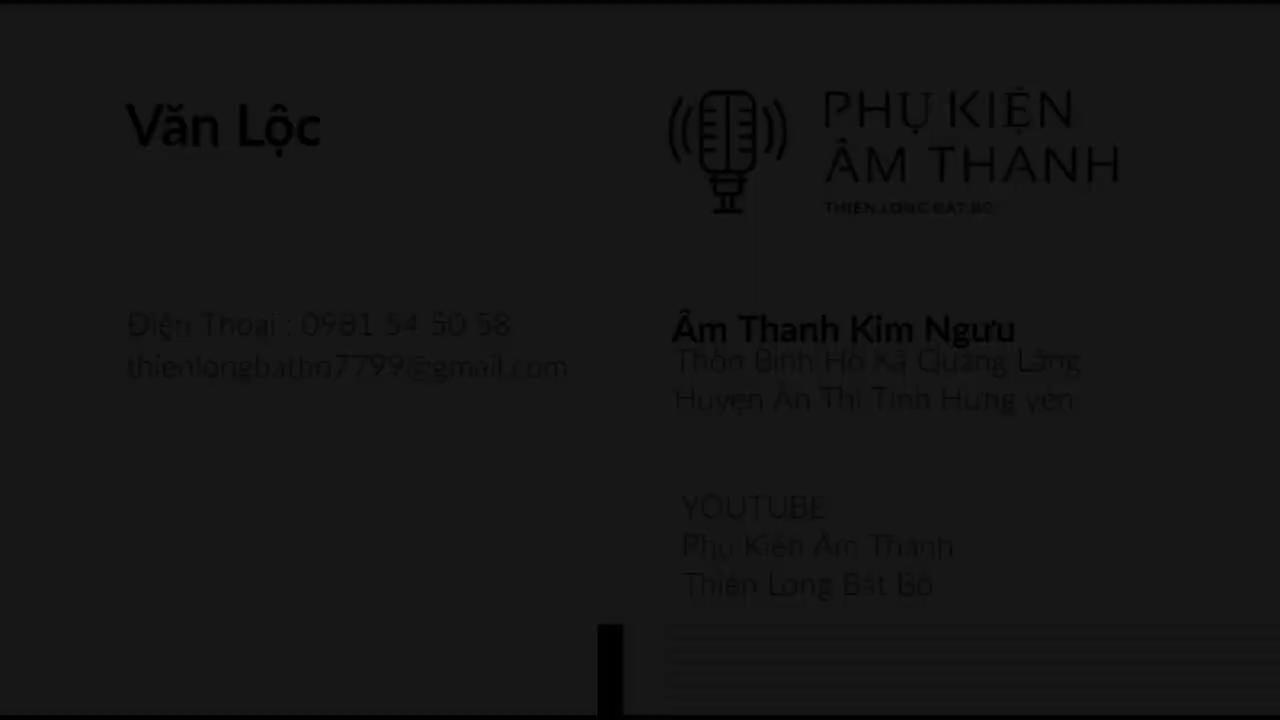 Văn Lộc
Điện Thoại : 0981 54 50 58
thienlongbatbo7799@gmail.com
PHỤ KIỆN
ÂM THANH
THIÊN LONG BÁT BỘ
Âm Thanh Kim Ngưu
Thôn Bình Hồ Xã Quảng Lãng
Huyện Ân Thi Tỉnh Hưng yên
YOUTUBE
Phụ Kiện Âm Thanh
Thiên Long Bát Bộ